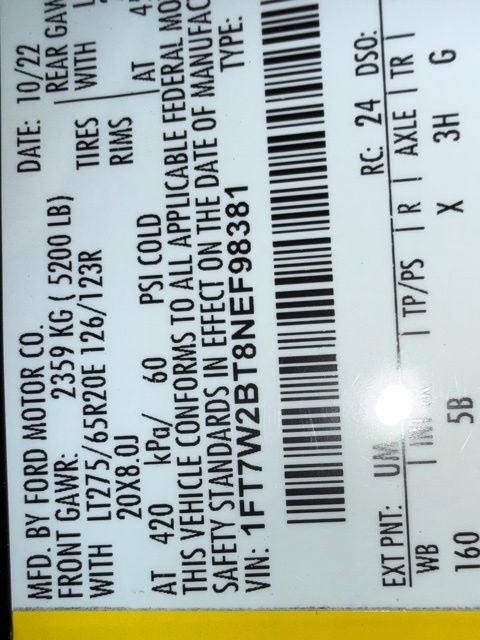 MFD. BY FORD MOTOR CO. DATE: 10/22
FRONT GAWR: 2359 KG ( 5200 LB) REAR GAW
WITH LT275/65R20E 126/123R TIRES WITH
20X8.0J RIMS
AT 420 kPa/ 60 PSI COLD AT
THIS VEHICLE CONFORMS TO ALL APPLICABLE FEDERAL MO
SAFETY STANDARDS IN EFFECT ON THE DATE OF MANUFAC
VIN: 1FT7W2BT8NEF98381 TYPE:
EXT PNT: UM RC: 24 DSO:
WB TP/PS R AXLE TR
160 5B X 3H G